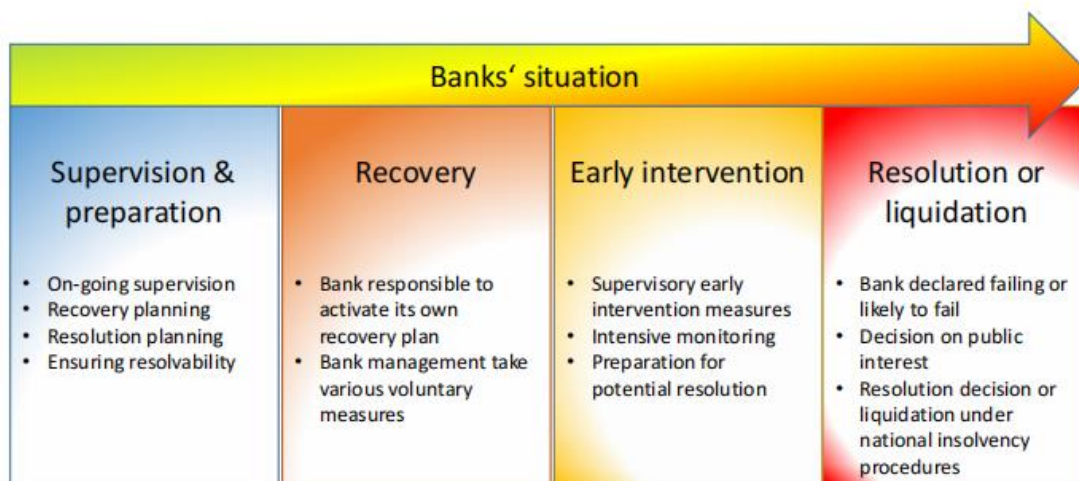 Banks‘ situation
Supervision &
preparation
• On-going supervision
• Recovery planning
• Resolution planning
• Ensuring resolvability
Recovery
• Bank responsible to
activate its own
recovery plan
• Bank management take
various voluntary
measures
Early intervention
• Supervisory early
intervention measures
• Intensive monitoring
• Preparation for
potential resolution
Resolution or
liquidation
• Bank declared failing or
likely to fail
• Decision on public
interest
• Resolution decision or
liquidation under
national insolvency
procedures